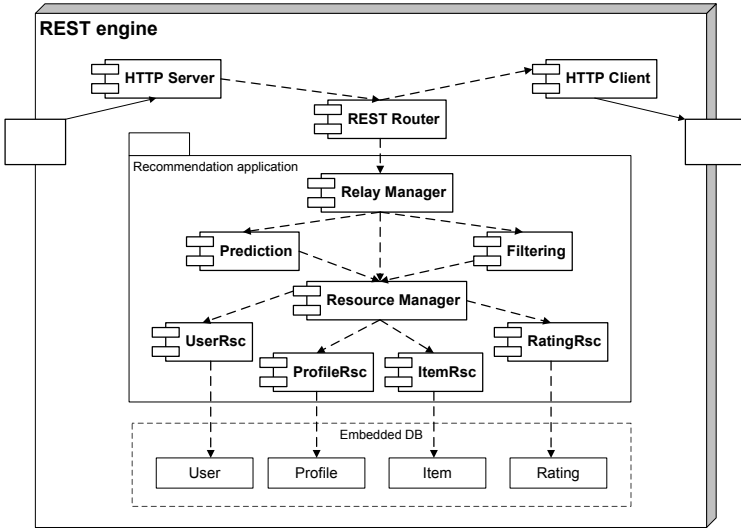 REST engine
HTTP Server
HTTP Client
REST Router
Recommendation application
Relay Manager
Prediction
Filtering
Resource Manager
UserRsc
RatingRsc
ProfileRsc
ItemRsc
Embedded DB
User
Profile
Item
Rating